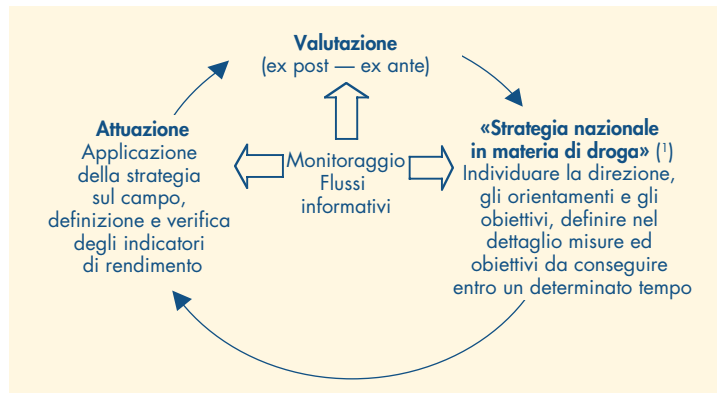 Valutazione
(ex post — ex ante)
Attuazione
Applicazione
della strategia
sul campo,
definizione e verifica
degli indicatori
di rendimento
Monitoraggio
Flussi
informativi
«Strategia nazionale
in materia di droga» (¹)
Individuare la direzione,
gli orientamenti e gli
obiettivi, definire nel
dettaglio misure ed
obiettivi da conseguire
entro un determinato tempo